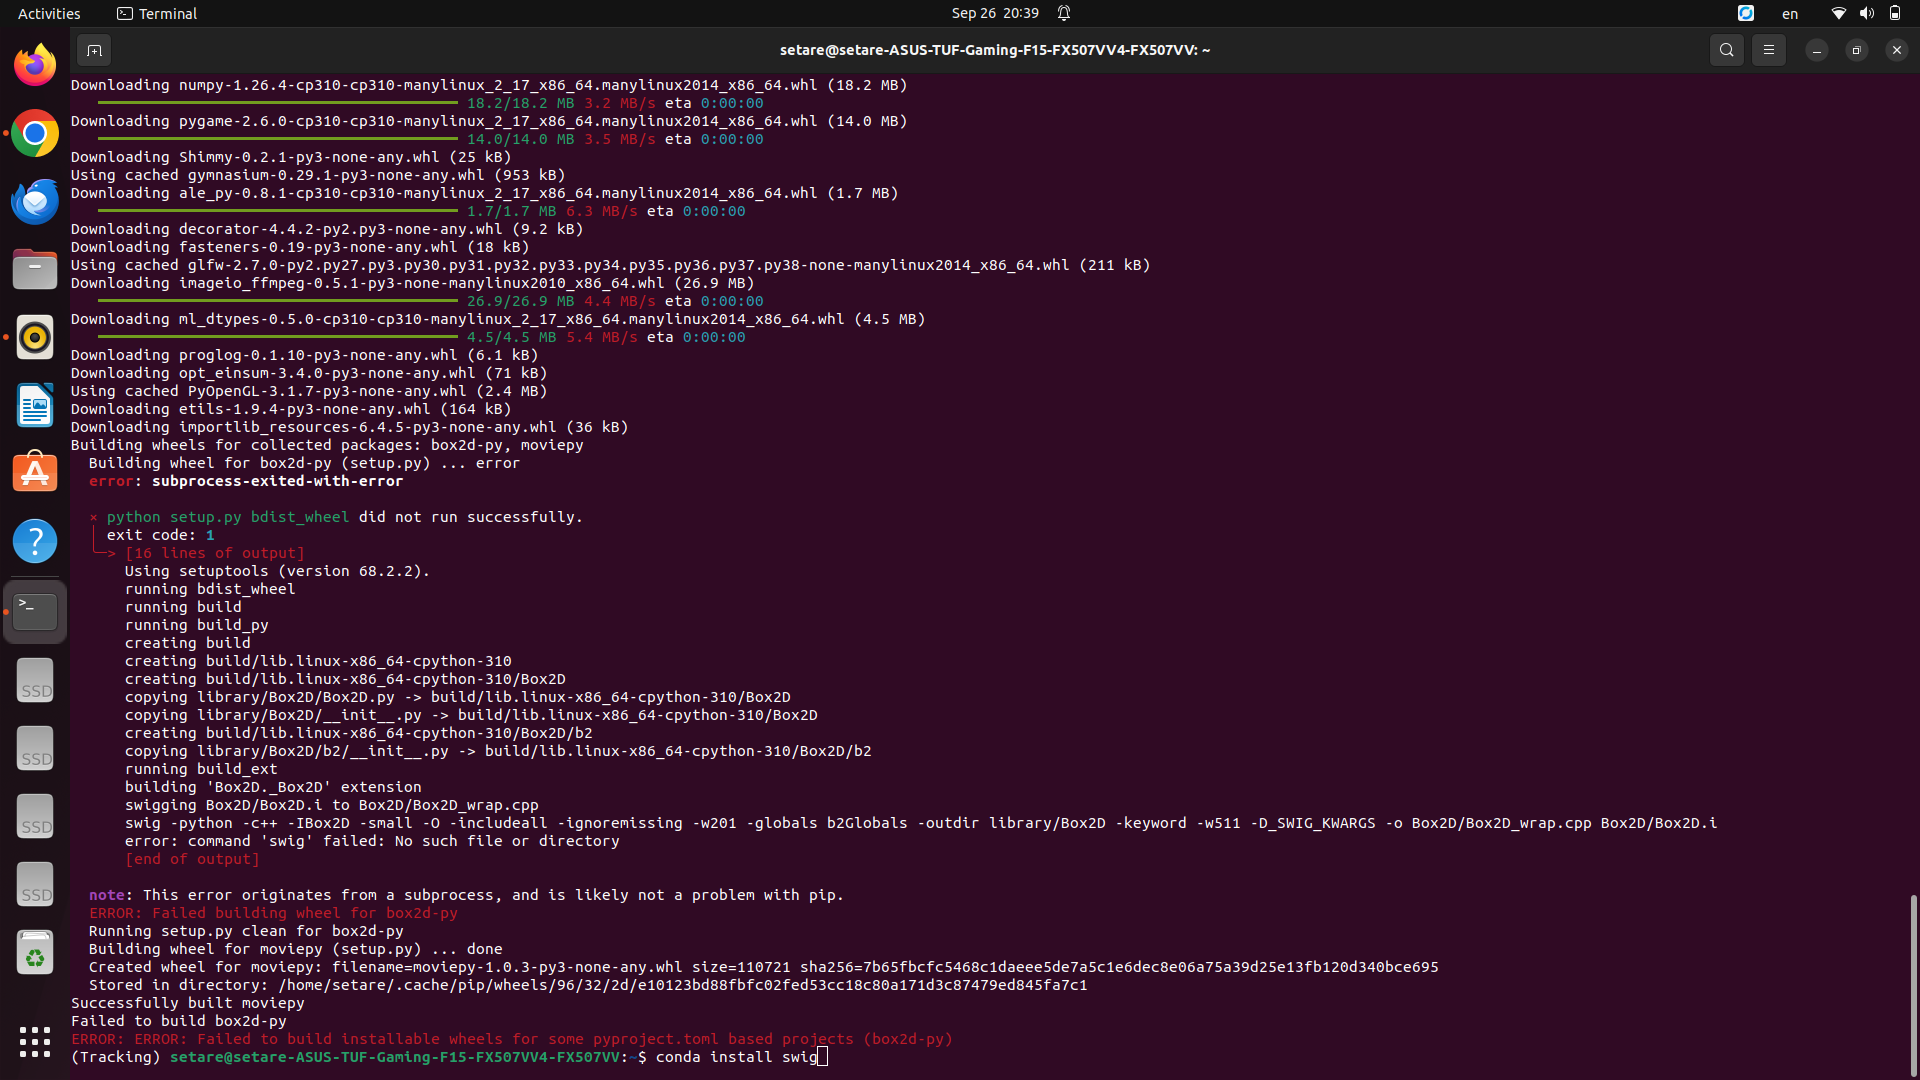 Activities
Terminal
Sep 26 20:39
en
setare@setare-ASUS-TUF-Gaming-F15-FX507VV4-FX507VV: ~
Downloading numpy-1.26.4-cp310-cp310-manylinux_2_17_x86_64.manylinux2014_x86_64.whl (18.2 MB)
18.2/18.2 MB 3.2 MB/s eta 0:00:00
Downloading pygame-2.6.0-cp310-cp310-manylinux_2_17_x86_64.manylinux2014_x86_64.whl (14.0 MB)
14.0/14.0 MB 3.5 MB/s eta 0:00:00
Downloading Shimmy-0.2.1-py3-none-any.whl (25 kB)
Using cached gymnasium-0.29.1-py3-none-any.whl (953 kB)
Downloading ale_py-0.8.1-cp310-cp310-manylinux_2_17_x86_64.manylinux2014_x86_64.whl (1.7 MB)
1.7/1.7 MB 6.3 MB/s eta 0:00:00
Downloading decorator-4.4.2-py2.py3-none-any.whl (9.2 kB)
Downloading fasteners-0.19-py3-none-any.whl (18 kB)
Using cached glfw-2.7.0-py2.py27.py3.py30.py31.py32.py33.py34.py35.py36.py37.py38-none-manylinux2014_x86_64.whl (211 kB)
Downloading imageio_ffmpeg-0.5.1-py3-none-manylinux2010_x86_64.whl (26.9 MB)
26.9/26.9 MB 4.4 MB/s eta 0:00:00
Downloading ml_dtypes-0.5.0-cp310-cp310-manylinux_2_17_x86_64.manylinux2014_x86_64.whl (4.5 MB)
4.5/4.5 MB 5.4 MB/s eta 0:00:00
Downloading proglog-0.1.10-py3-none-any.whl (6.1 kB)
Downloading opt_einsum-3.4.0-py3-none-any.whl (71 kB)
Using cached PyOpenGL-3.1.7-py3-none-any.whl (2.4 MB)
Downloading etils-1.9.4-py3-none-any.whl (164 kB)
Downloading importlib_resources-6.4.5-py3-none-any.whl (36 kB)
Building wheels for collected packages: box2d-py, moviepy
Building wheel for box2d-py (setup.py) ... error
error: subprocess-exited-with-error
× python setup.py bdist_wheel did not run successfully.
exit code: 1
╰─> [16 lines of output]
Using setuptools (version 68.2.2).
running bdist_wheel
running build
running build_py
creating build
creating build/lib.linux-x86_64-cpython-310
creating build/lib.linux-x86_64-cpython-310/Box2D
copying library/Box2D/Box2D.py -> build/lib.linux-x86_64-cpython-310/Box2D
copying library/Box2D/__init__.py -> build/lib.linux-x86_64-cpython-310/Box2D
creating build/lib.linux-x86_64-cpython-310/Box2D/b2
copying library/Box2D/b2/__init__.py -> build/lib.linux-x86_64-cpython-310/Box2D/b2
running build_ext
building 'Box2D._Box2D' extension
swigging Box2D/Box2D.i to Box2D/Box2D_wrap.cpp
swig -python -c++ -IBox2D -small -O -includeall -ignoremissing -w201 -globals b2Globals -outdir library/Box2D -keyword -w511 -D_SWIG_KWARGS -o Box2D/Box2D_wrap.cpp Box2D/Box2D.i
error: command 'swig' failed: No such file or directory
[end of output]
note: This error originates from a subprocess, and is likely not a problem with pip.
ERROR: Failed building wheel for box2d-py
Running setup.py clean for box2d-py
Building wheel for moviepy (setup.py) ... done
Created wheel for moviepy: filename=moviepy-1.0.3-py3-none-any.whl size=110721 sha256=7b65fbcfc5468c1daeee5de7a5c1e6dec8e06a75a39d25e13fb120d340bce695
Stored in directory: /home/setare/.cache/pip/wheels/96/32/2d/e10123bd88fbfc02fed53cc18c80a171d3c87479ed845fa7c1
Successfully built moviepy
Failed to build box2d-py
ERROR: ERROR: Failed to build installable wheels for some pyproject.toml based projects (box2d-py)
(Tracking) setare@setare-ASUS-TUF-Gaming-F15-FX507VV4-FX507VV:~$ conda install swig
SSD
SSD
SSD
SSD